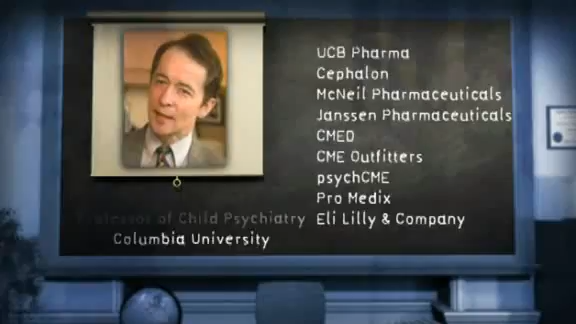 UCB Pharma
Cephalon
McNeil Pharmaceuticals
Janssen Pharmaceuticals
CMED
CME Outfitters
psychCME
Pro Medix
Eli Lilly & Company
Professor of Child Psychiatry
Columbia University